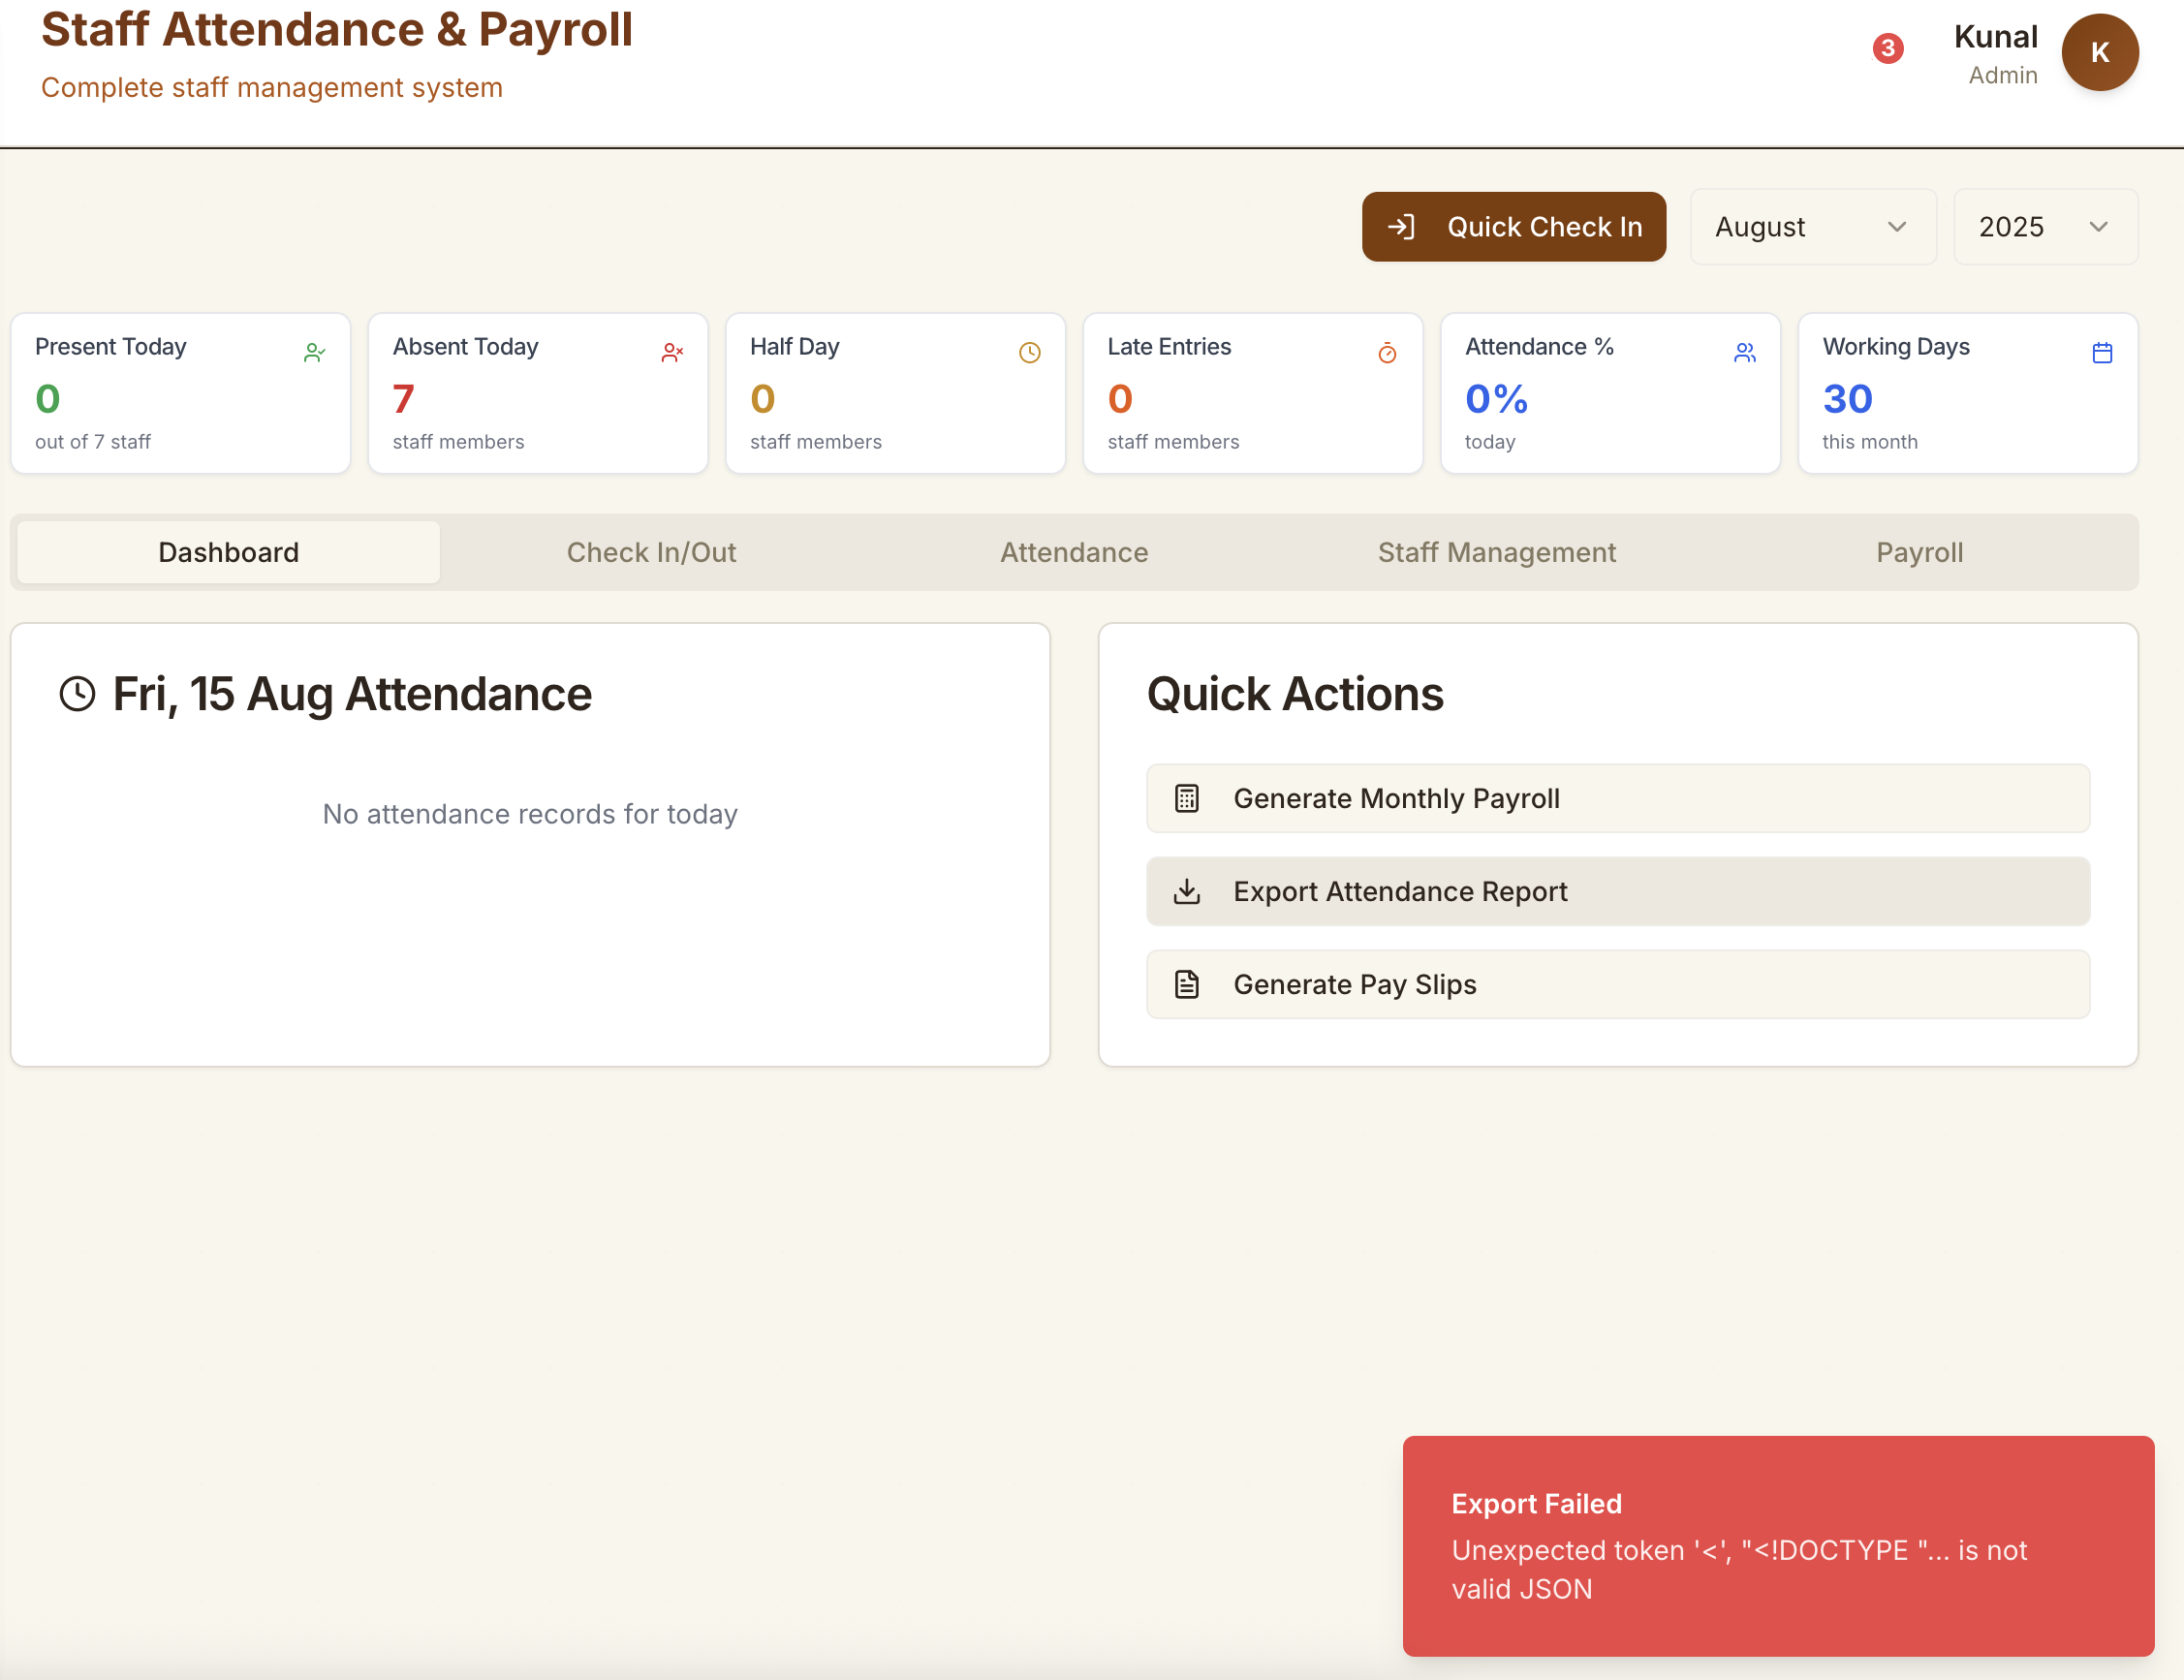 Staff Attendance & Payroll
Complete staff management system
3
Kunal
Admin
K
Quick Check In
August
2025
Present Today
0
out of 7 staff
Absent Today
7
staff members
Half Day
0
staff members
Late Entries
0
staff members
Attendance %
0%
today
Working Days
30
this month
Dashboard
Check In/Out
Attendance
Staff Management
Payroll
Fri, 15 Aug Attendance
No attendance records for today
Quick Actions
Generate Monthly Payroll
Export Attendance Report
Generate Pay Slips
Export Failed
Unexpected token '<', "<!DOCTYPE "... is not
valid JSON